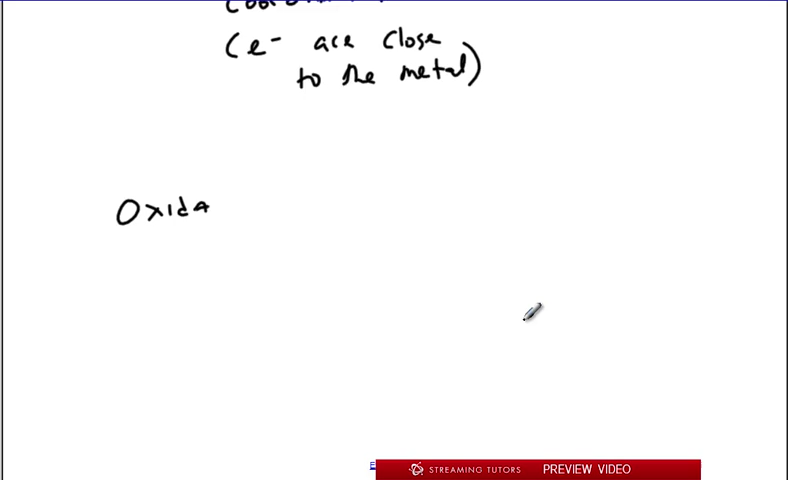 (e- are close
to the metal)
Oxida
E
STREAMING TUTORS PREVIEW VIDEO